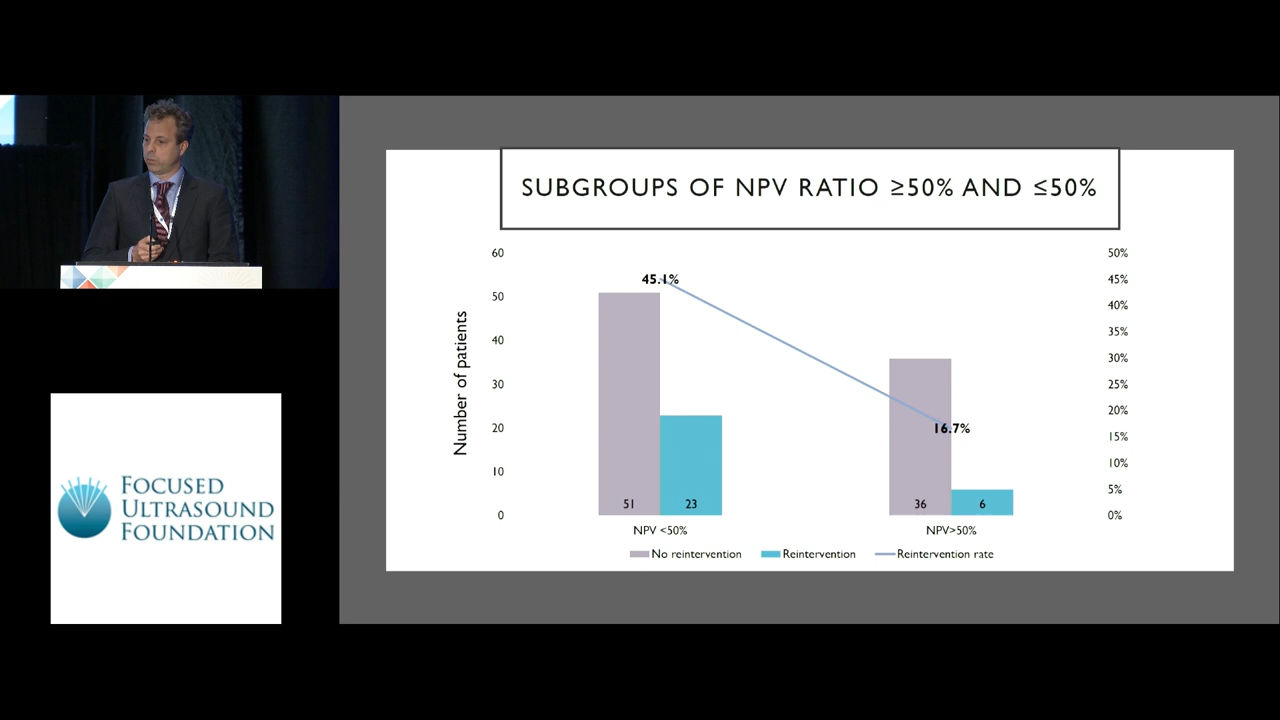 SUBGROUPS OF NPV RATIO ≥50% AND ≤50%
Number of patients
60
50
40
30
20
10
0
50%
45%
40%
35%
30%
25%
20%
15%
10%
5%
0%
45.1%
16.7%
51
23
36
6
NPV <50%
NPV>50%
No reintervention
Reintervention
Reintervention rate
FOCUSED
ULTRASOUND
FOUNDATION